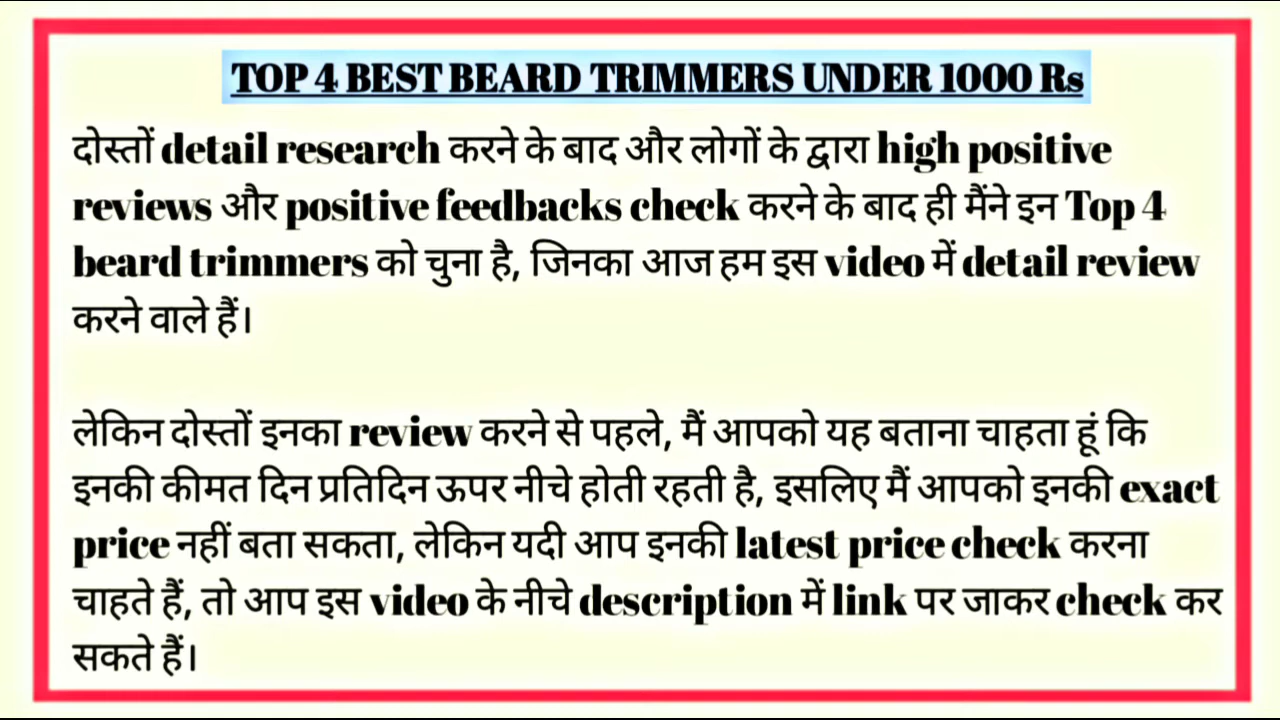 TOP 4 BEST BEARD TRIMMERS UNDER 1000 Rs
दोस्तों detail research करने के बाद और लोगों के द्वारा high positive
reviews और positive feedbacks check करने के बाद ही मैंने इन Top 4
beard trimmers को चुना है, जिनका आज हम इस video में detail review
करने वाले हैं।
लेकिन दोस्तों इनका review करने से पहले, मैं आपको यह बताना चाहता हूं कि
इनकी कीमत दिन प्रतिदिन ऊपर नीचे होती रहती है, इसलिए मैं आपको इनकी exact
price नहीं बता सकता, लेकिन यदी आप इनकी latest price check करना
चाहते हैं, तो आप इस video के नीचे description में link पर जाकर check कर
सकते हैं।